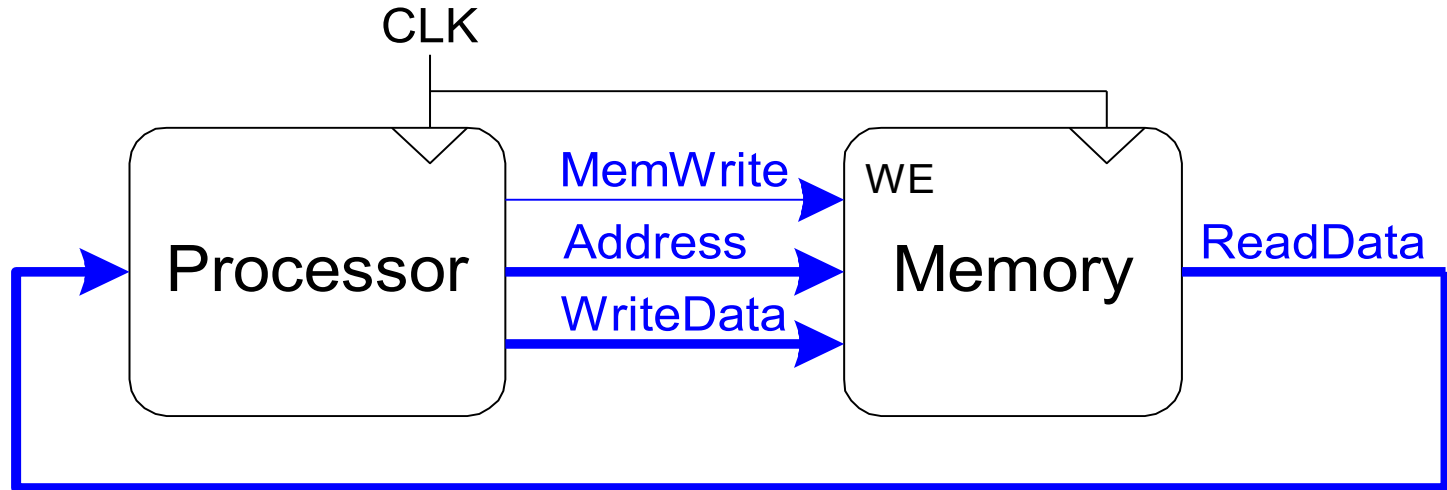 CLK
MemWrite
WE
Address
ReadData
Processor
Memory
WriteData